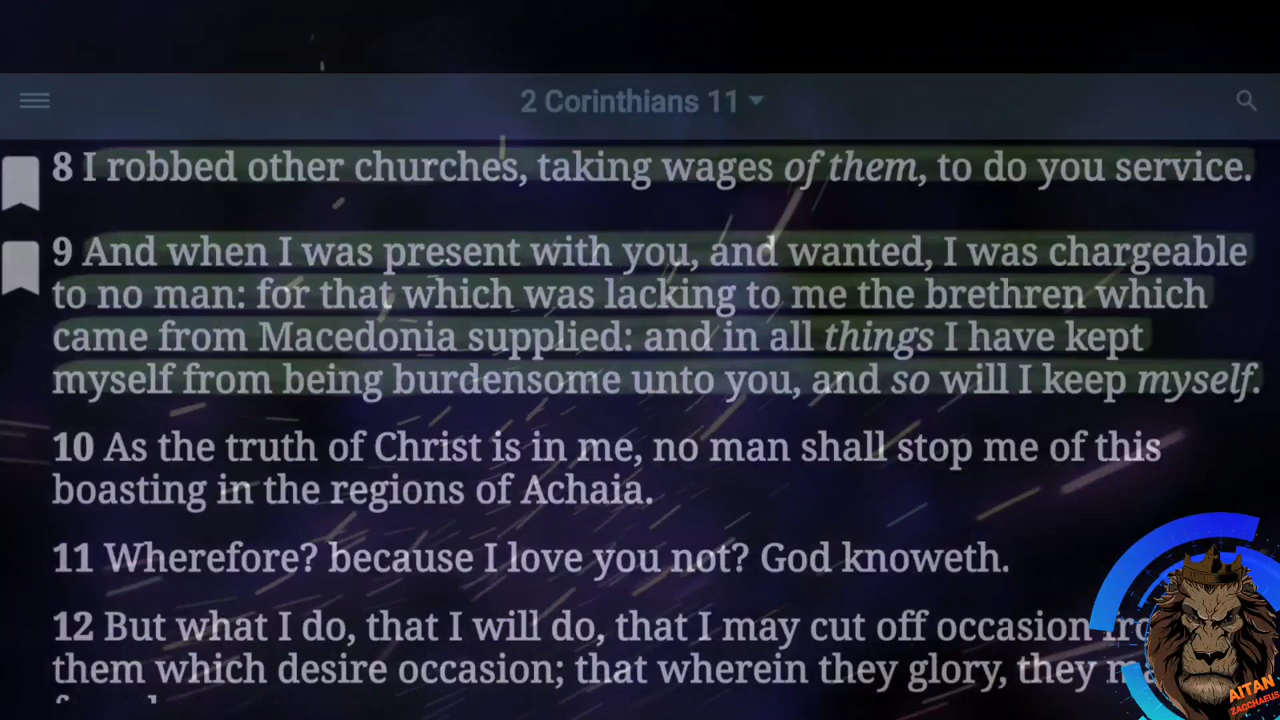 2 Corinthians 11
8 I robbed other churches, taking wages of them, to do you service.
9 And when I was present with you, and wanted, I was chargeable
to no man: for that which was lacking to me the brethren which
came from Macedonia supplied: and in all things I have kept
myself from being burdensome unto you, and so will I keep myself.
10 As the truth of Christ is in me, no man shall stop me of this
boasting in the regions of Achaia.
11 Wherefore? because I love you not? God knoweth.
12 But what I do, that I will do, that I may cut off occasion
them which desire occasion; that wherein they glory, they
AITAN
ZACCHAEUS